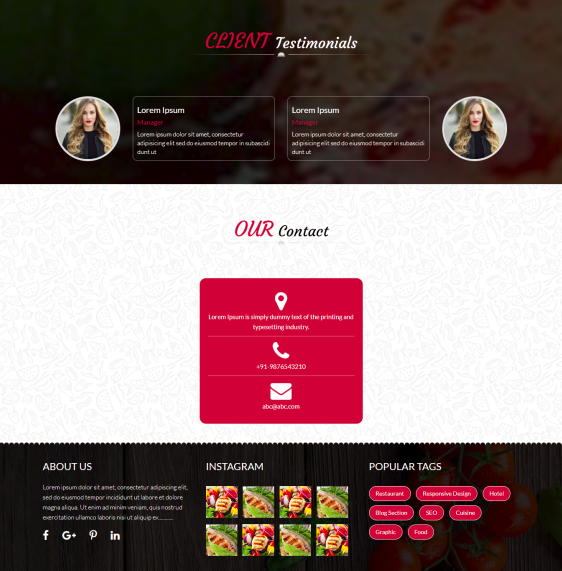 CLIENT Testimonials
Lorem Ipsum
Manager
Lorem ipsum dolor sit amet, consectetur
adipisicing elit sed do eiusmod tempor in subascidi
dunt ut
Lorem Ipsum
Manager
Lorem ipsum dolor sit amet, consectetur
adipisicing elit sed do eiusmod tempor in subascidi
dunt ut
OUR Contact
Lorem Ipsum is simply dummy text of the printing and
typesetting industry.
+91-9876543210
abc@abc.com
ABOUT US
Lorem ipsum dolor sit amet, consectetur adipisicing elit,
sed do eiusmod tempor incididunt ut labore et dolore
magna aliqua. Ut enim ad minim veniam, quis nostrud
exercitation ullamco laboris nisi ut aliquip ex..........
f G+ in
INSTAGRAM
POPULAR TAGS
Restaurant Responsive Design Hotel
Blog Section SEO Cuisine
Graphic Food